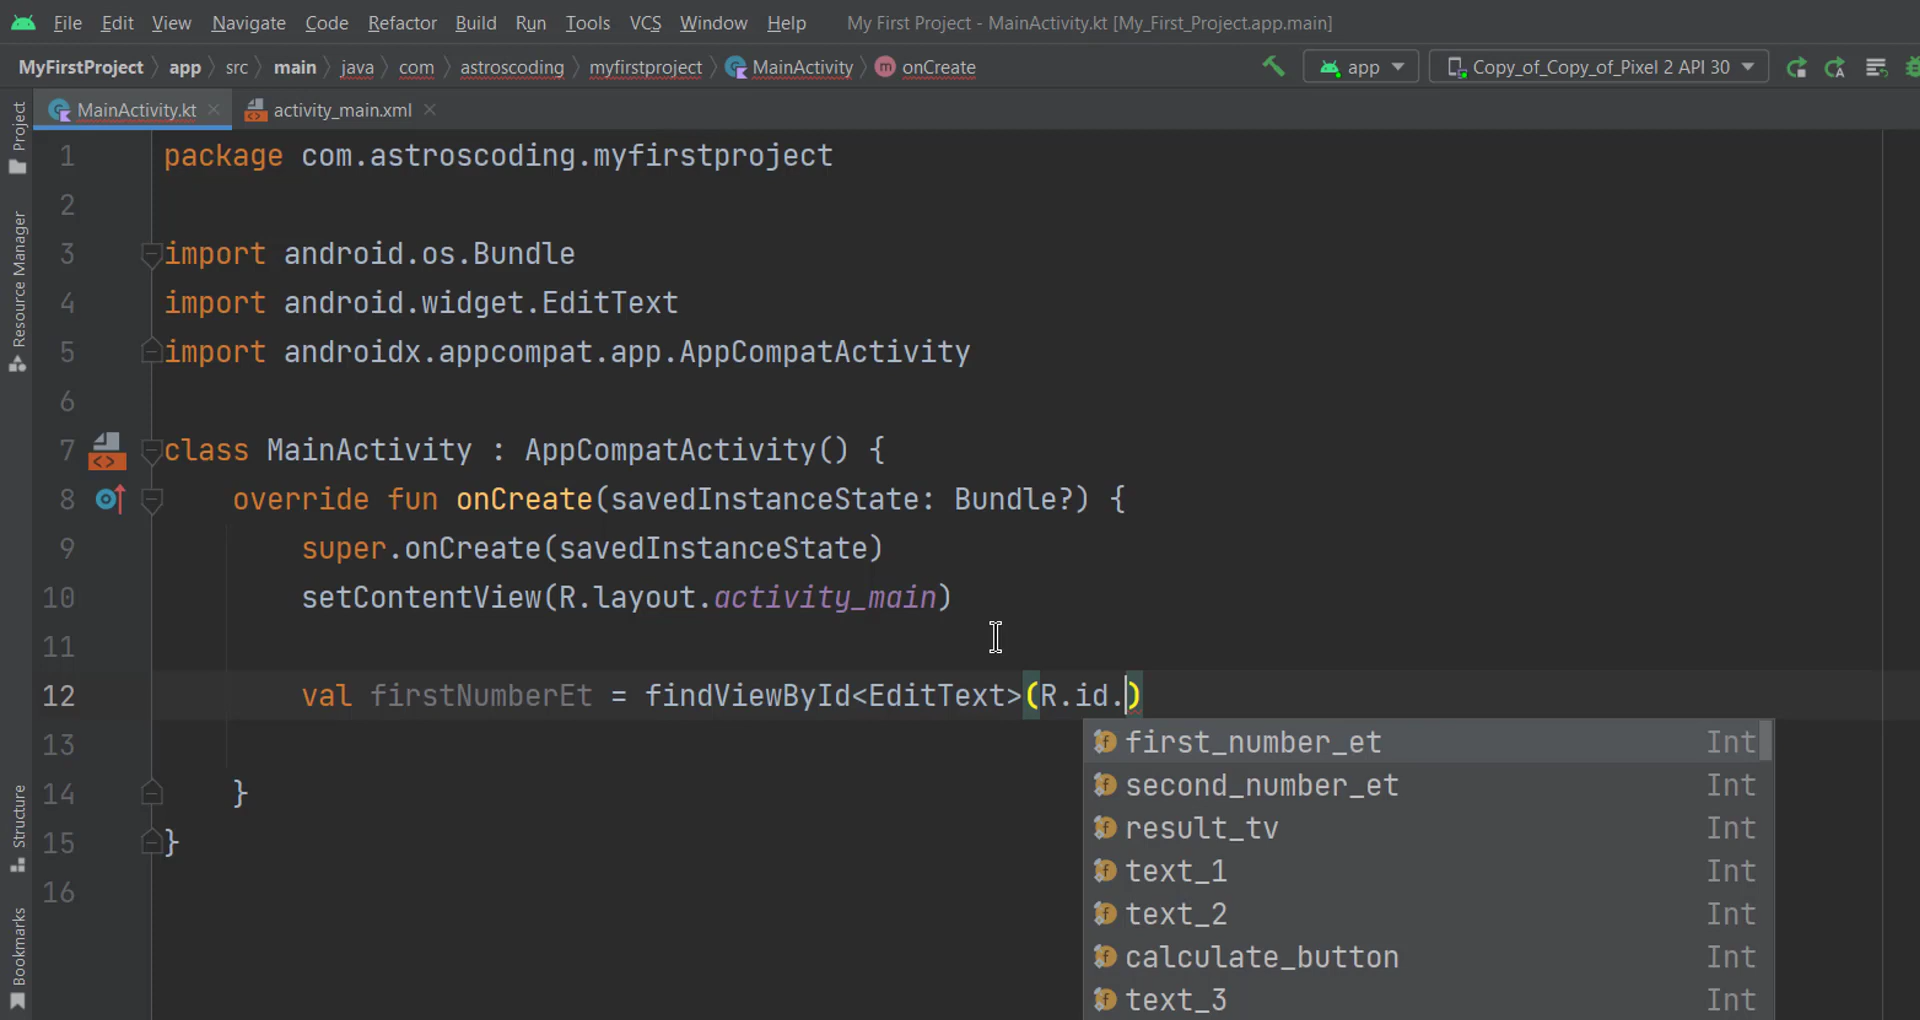 File Edit View Navigate Code Refactor Build Run Tools VCS Window Help My First Project - MainActivity.kt [My_First_Project.app.main]
MyFirstProject app src main java com astroscoding myfirstproject MainActivity m onCreate app Copy_of_Copy_of_Pixel 2 API 30
MainActivity.kt activity_main.xml
Project
Resource Manager
Structure
Bookmarks
1 package com.astroscoding.myfirstproject
2
3 import android.os.Bundle
4 import android.widget.EditText
5 import androidx.appcompat.app.AppCompatActivity
6
7 class MainActivity : AppCompatActivity() {
8 override fun onCreate(savedInstanceState: Bundle?) {
9 super.onCreate(savedInstanceState)
10 setContentView(R.layout.activity_main)
11
12 val firstNumberEt = findViewById<EditText>(R.id.)
13
14 }
15 }
16
f first_number_et Int
f second_number_et Int
f result_tv Int
f text_1 Int
f text_2 Int
f calculate_button Int
f text_3 Int